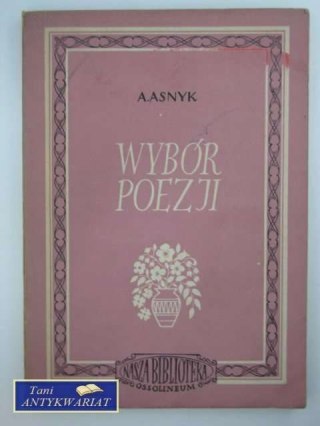 A. ASNYK
WYBÓR
POEZJI
NASZA BIBLIOTEKA
OSSOLINEUM
Tani
ANTYKWARIAT